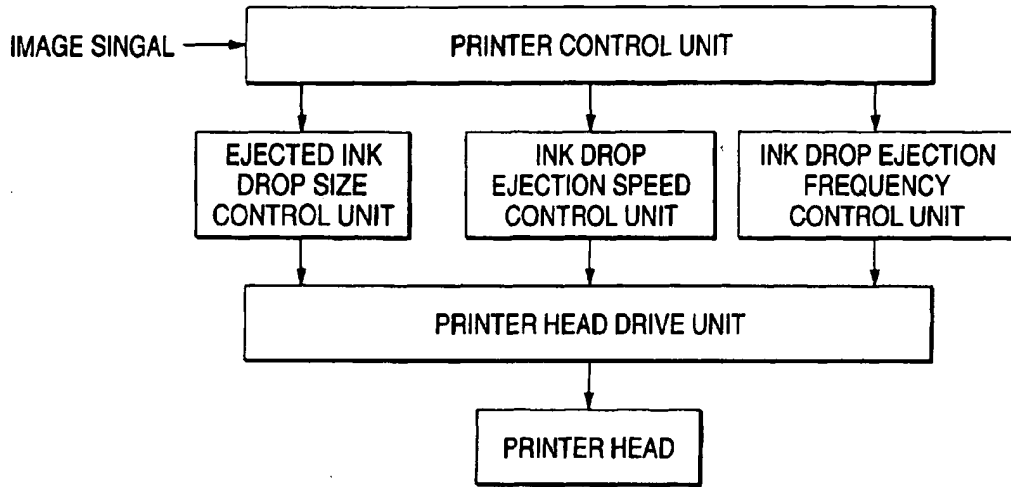 IMAGE SINGAL
PRINTER CONTROL UNIT
EJECTED INK
DROP SIZE
CONTROL UNIT
INK DROP
EJECTION SPEED
CONTROL UNIT
INK DROP EJECTION
FREQUENCY
CONTROL UNIT
PRINTER HEAD DRIVE UNIT
PRINTER HEAD